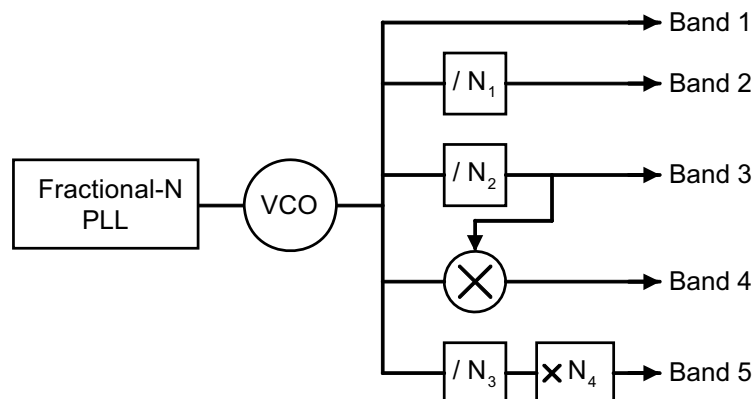 Band 1
/ N₁
Band 2
Fractional-N
PLL
VCO
/ N₂
Band 3
Band 4
/ N₃
× N₄
Band 5